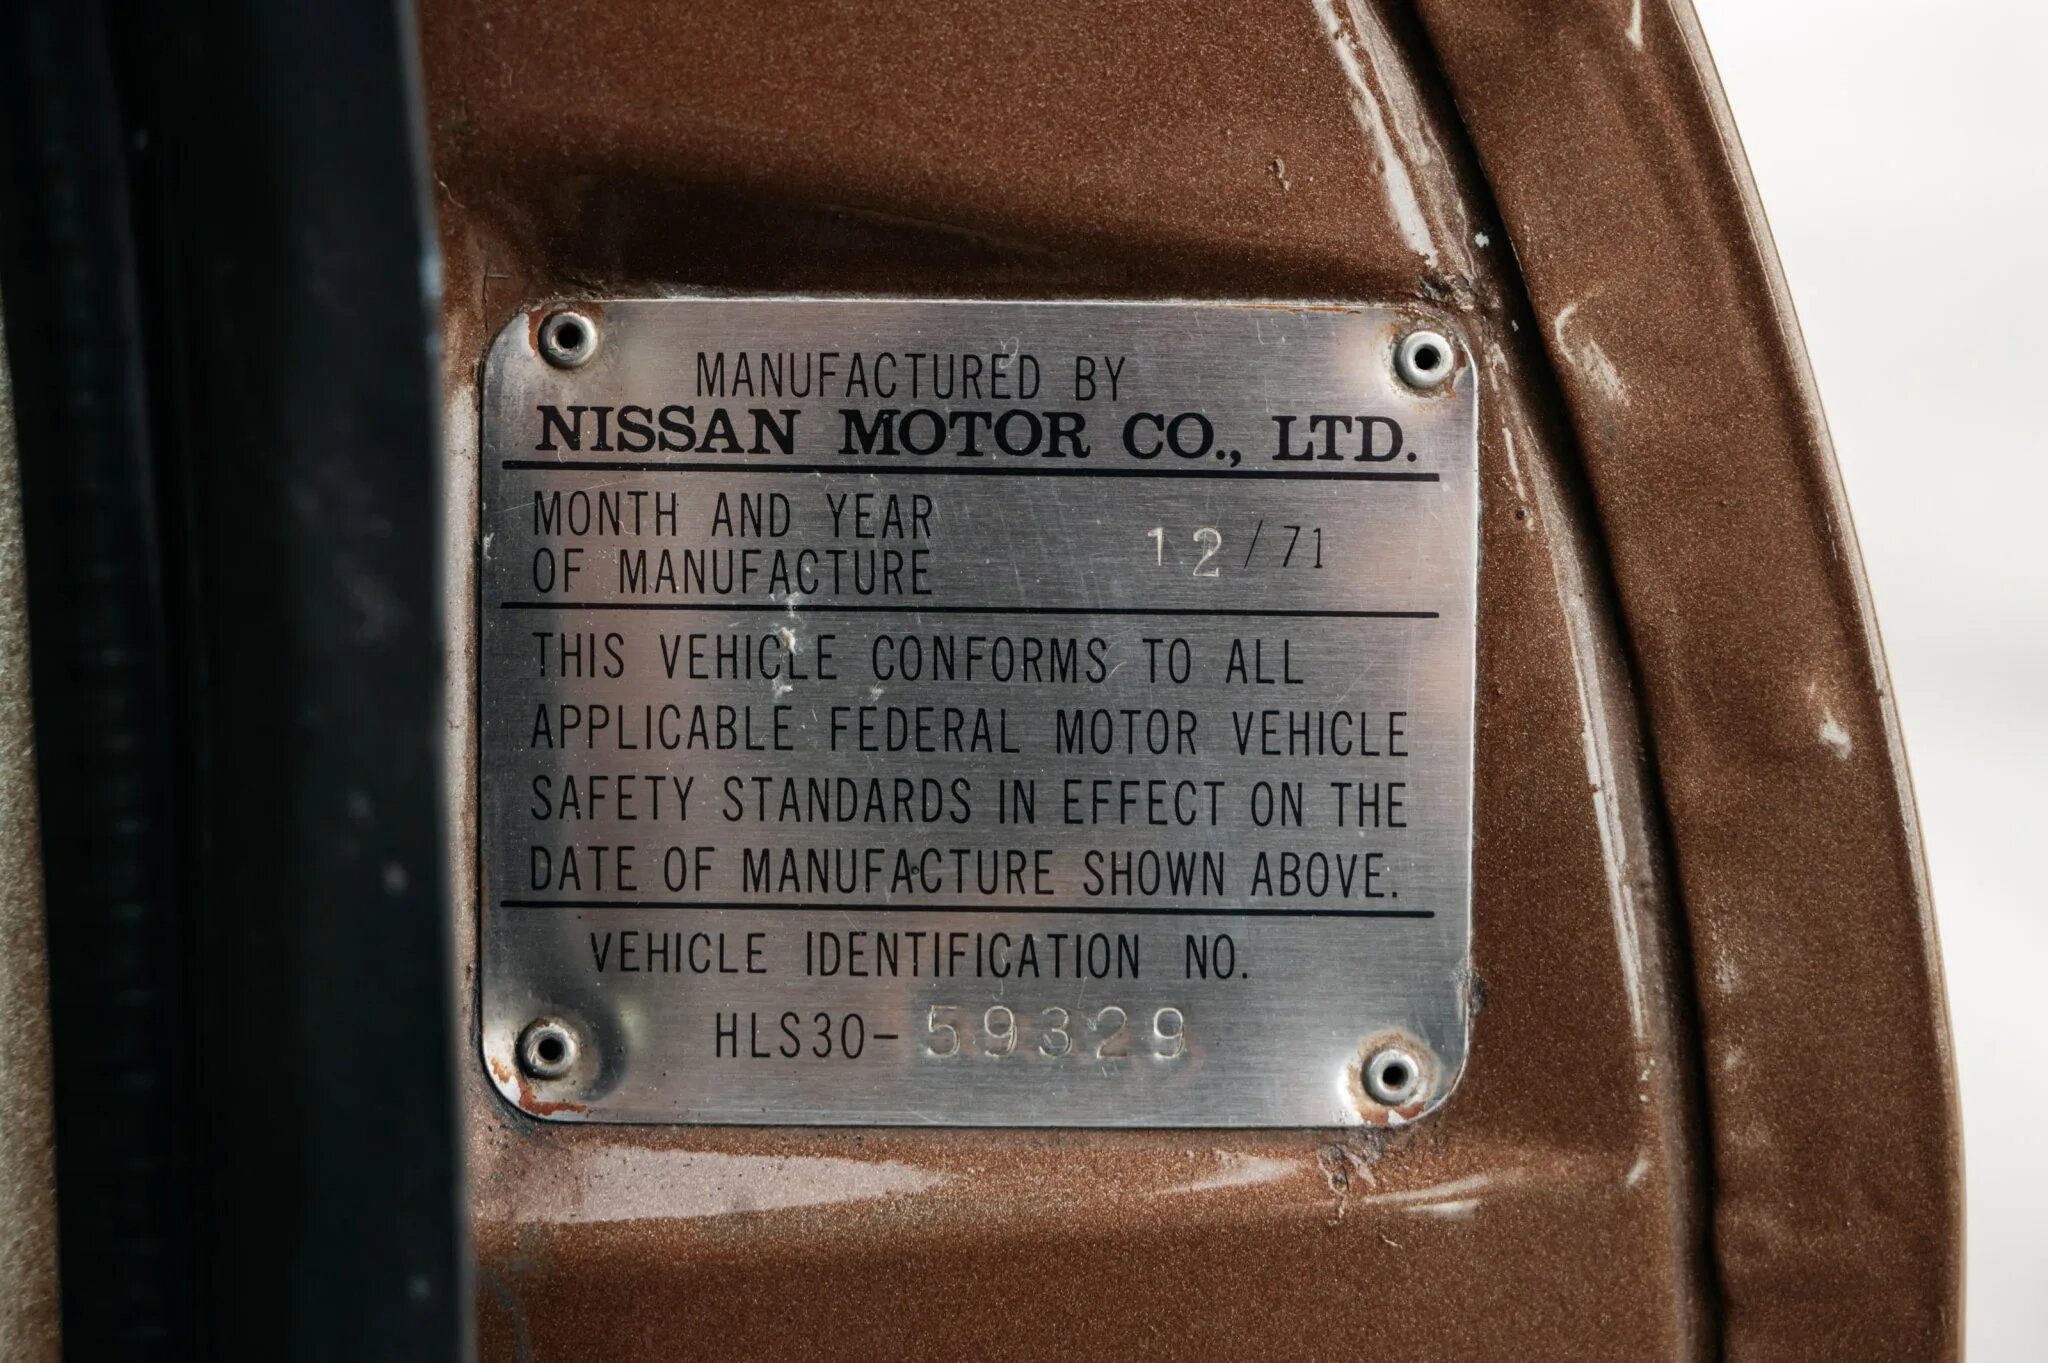 MANUFACTURED BY
NISSAN MOTOR CO., LTD.
MONTH AND YEAR
OF MANUFACTURE 12/71
THIS VEHICLE CONFORMS TO ALL
APPLICABLE FEDERAL MOTOR VEHICLE
SAFETY STANDARDS IN EFFECT ON THE
DATE OF MANUFACTURE SHOWN ABOVE.
VEHICLE IDENTIFICATION NO.
HLS30-59329